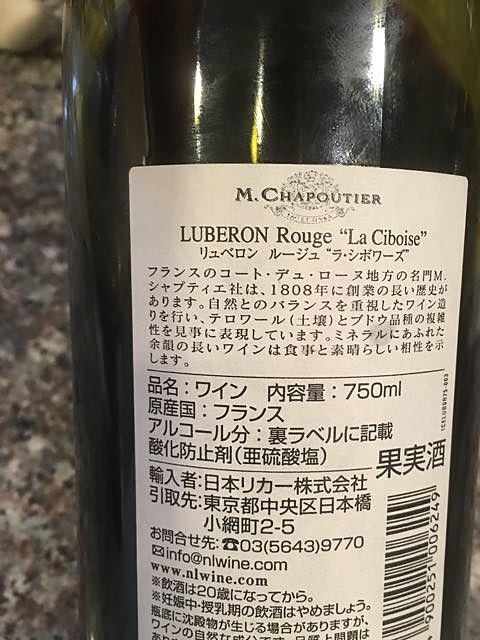 M.CHAPOUTIER
LUBERON Rouge “La Ciboise”
リュベロン ルージュ “ラ・シボワーズ”
フランスのコート・デュ・ローヌ地方の名門M.
シャプティエ社は、1808年に創業の長い歴史が
あります。自然とのバランスを重視したワイン造
りを行い、テロワール(土壌)とブドウ品種の複雑
性を見事に表現しています。ミネラルにあふれた
余韻の長いワインは食事と素晴らしい相性を示
します。
品名:ワイン 内容量:750ml
原産国:フランス
アルコール分:裏ラベルに記載
酸化防止剤(亜硫酸塩)
果実酒
輸入者:日本リカー株式会社
引取先:東京都中央区日本橋
小網町2-5
お問合せ先:☎03(5643)9770
✉info@nlwine.com
www.nlwine.com
※飲酒は20歳になってから。
※妊娠中・授乳期の飲酒はやめましょう。
瓶底に沈殿物が生じる場合がありますが、
900251006249